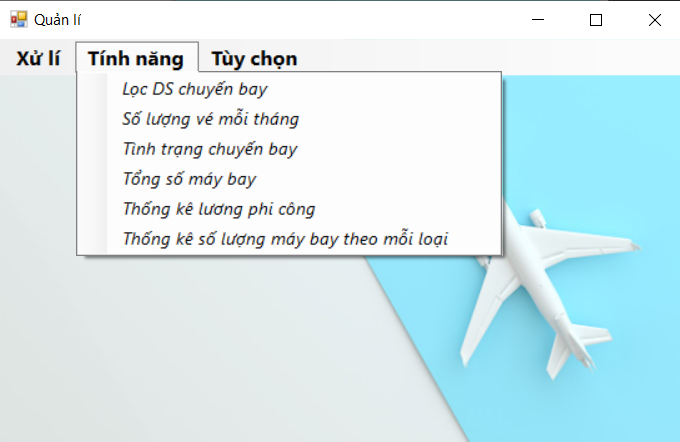 Quản lí
Xử lí Tính năng Tùy chọn
Lọc DS chuyến bay
Số lượng vé mỗi tháng
Tình trạng chuyến bay
Tổng số máy bay
Thống kê lương phi công
Thống kê số lượng máy bay theo mỗi loại